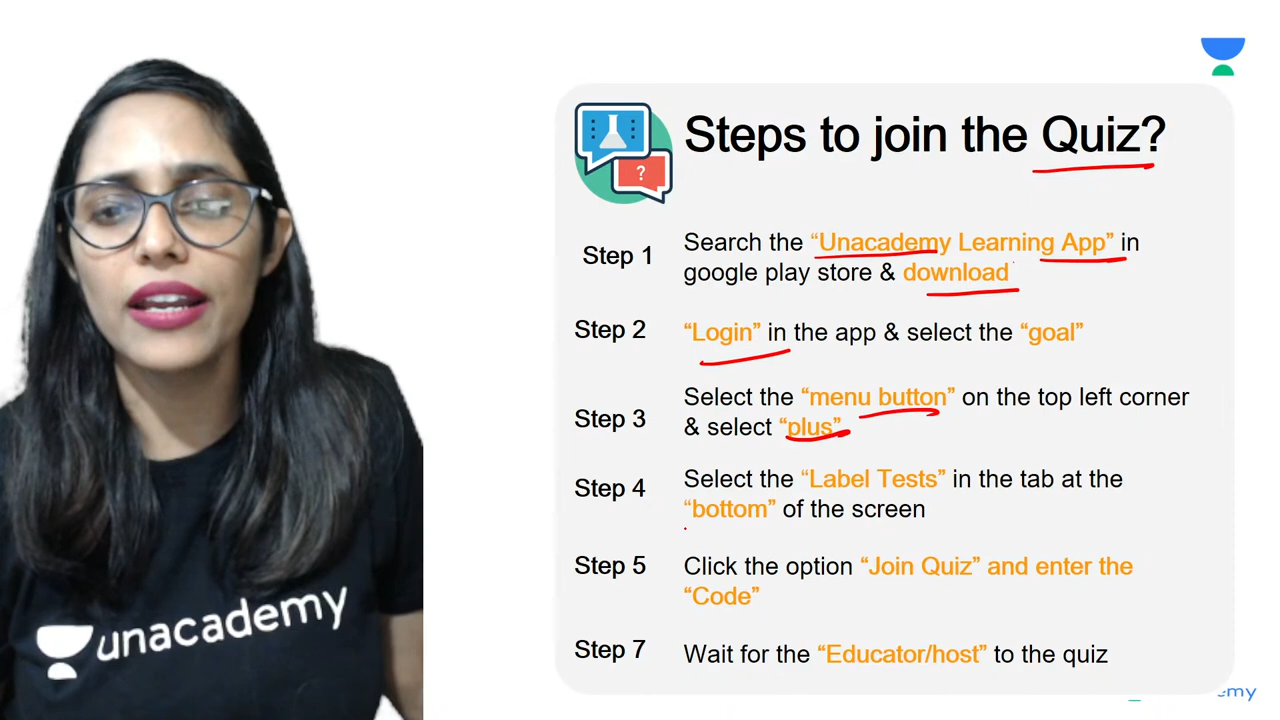 Steps to join the Quiz?
?
Step 1
Search the “Unacademy Learning App” in
google play store & download
Step 2
“Login” in the app & select the “goal”
Step 3
Select the “menu button” on the top left corner
& select “plus”
Step 4
Select the “Label Tests” in the tab at the
“bottom” of the screen
Step 5
Click the option “Join Quiz” and enter the
“Code”
Step 7
Wait for the “Educator/host” to the quiz
unacademy